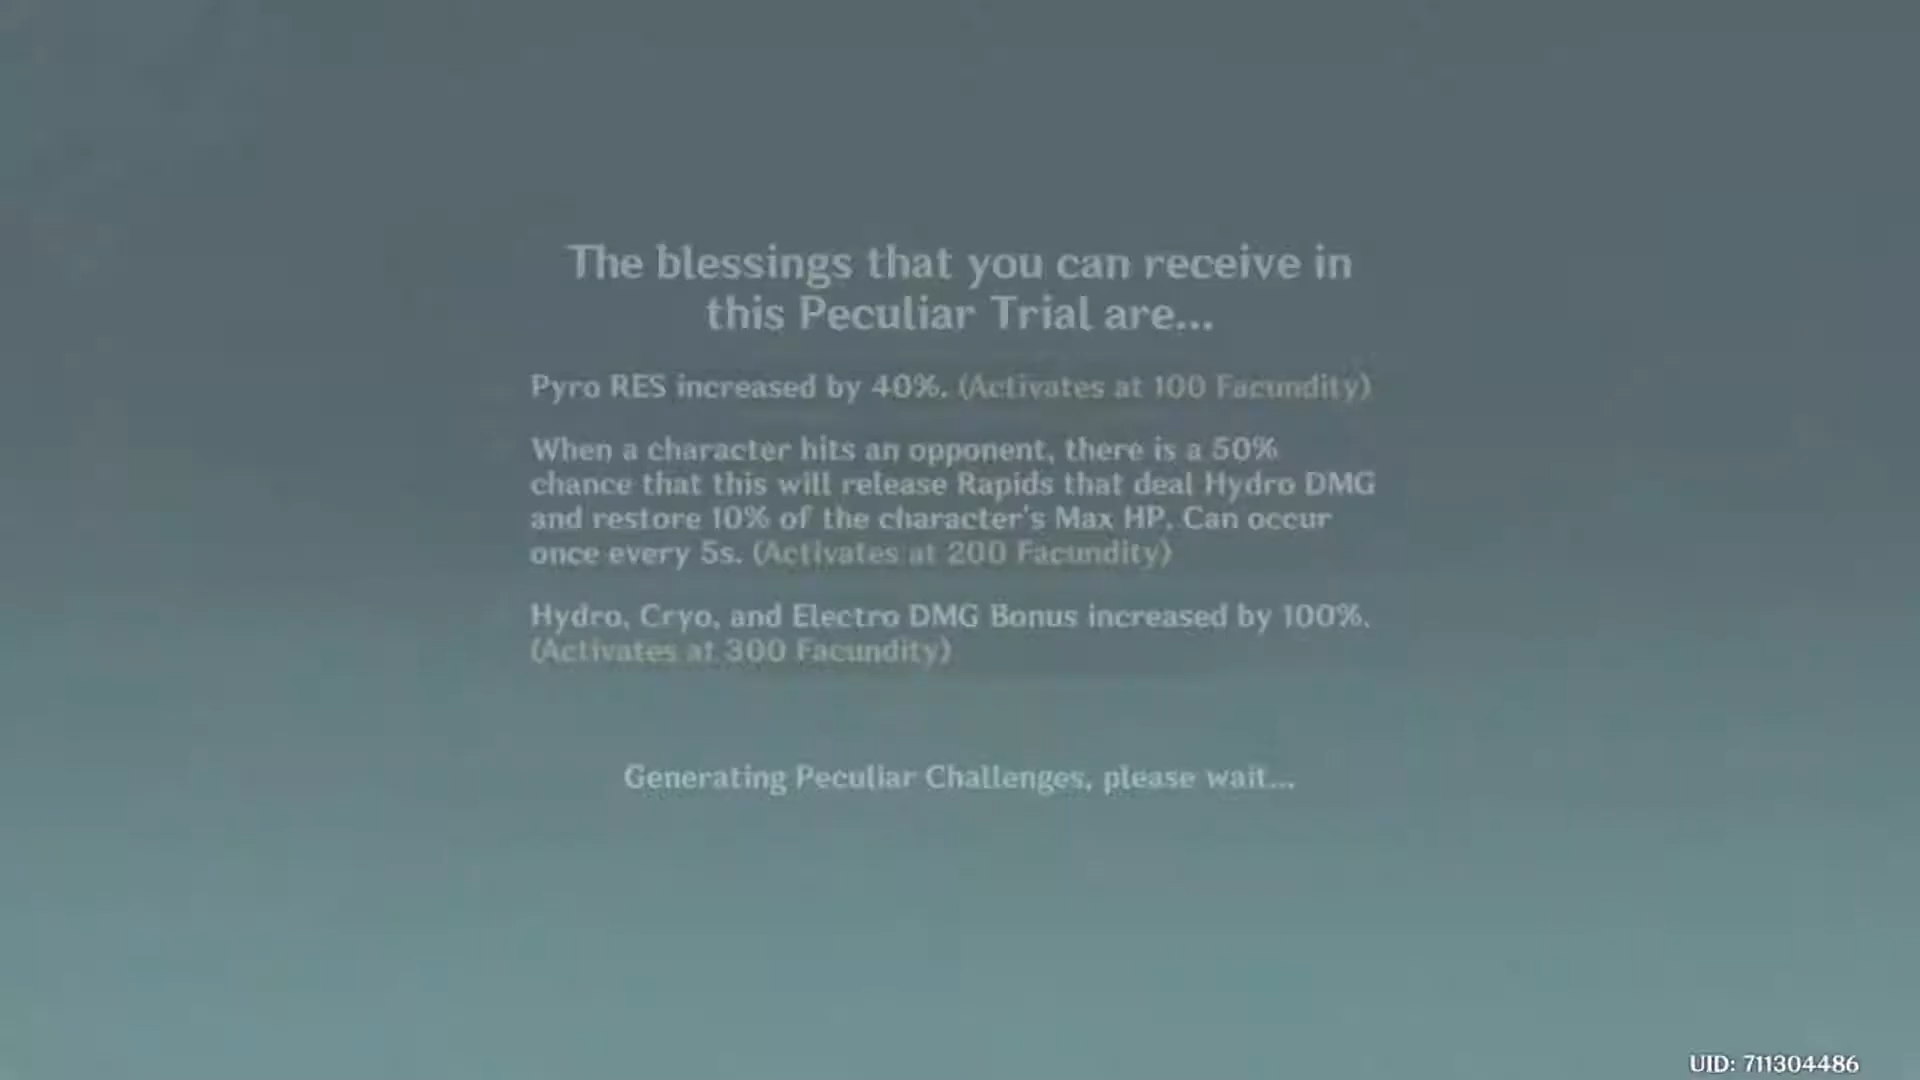 The blessings that you can receive in
this Peculiar Trial are...
Pyro RES increased by 40%. (Activates at 100 Facundity)
When a character hits an opponent, there is a 50%
chance that this will release Rapids that deal Hydro DMG
and restore 10% of the character's Max HP. Can occur
once every 5s. (Activates at 200 Facundity)
Hydro, Cryo, and Electro DMG Bonus increased by 100%.
(Activates at 300 Facundity)
Generating Peculiar Challenges, please wait...
UID: 711304486